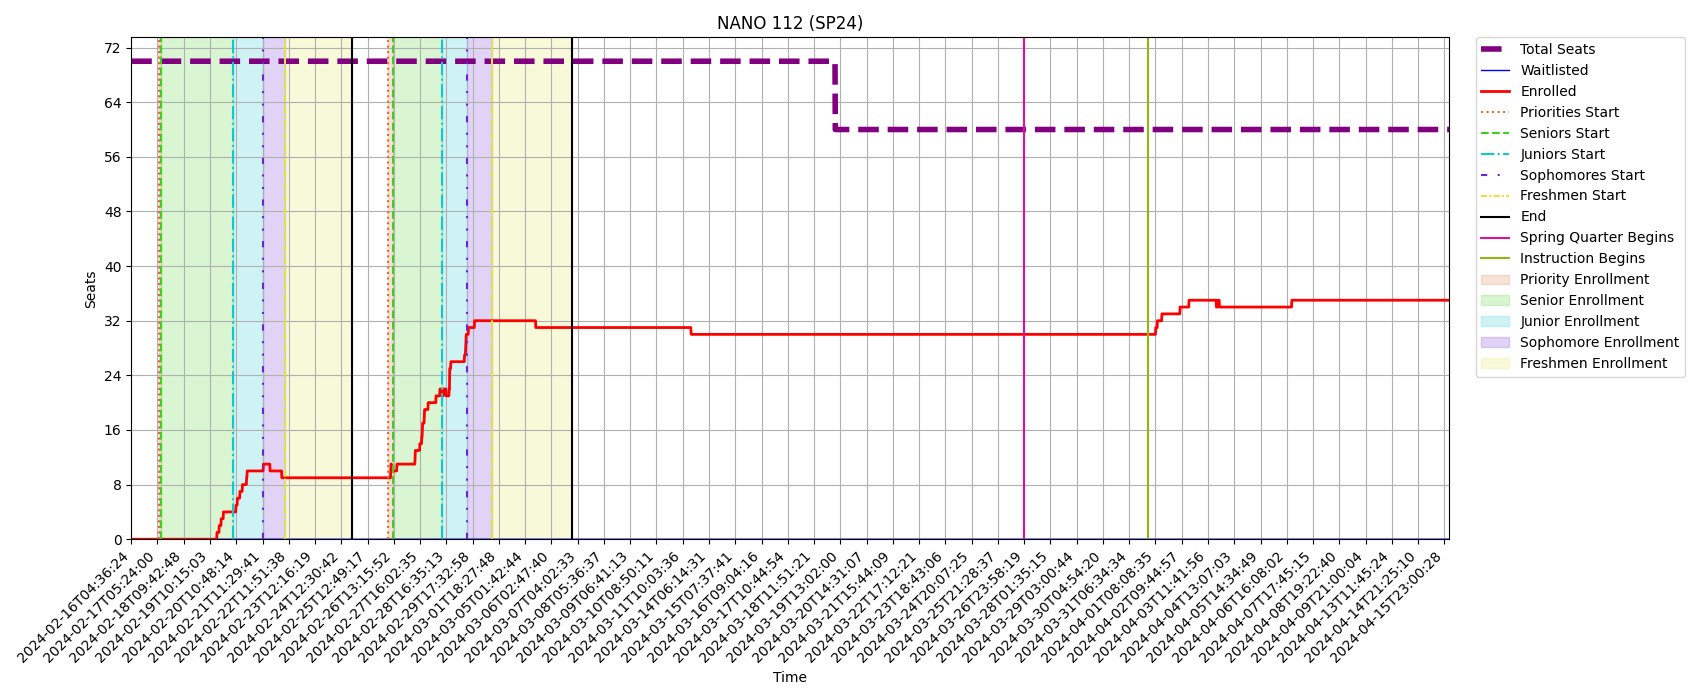 NANO 112 (SP24)
72
64
56
48
40
32
24
16
8
0
Seats
2024-02-16T04:36:24
2024-02-17T05:24:00
2024-02-18T09:42:48
2024-02-19T10:15:03
2024-02-20T10:48:14
2024-02-21T11:29:41
2024-02-22T11:51:38
2024-02-23T12:16:19
2024-02-24T12:30:42
2024-02-25T12:49:17
2024-02-26T13:15:52
2024-02-27T16:02:35
2024-02-28T16:35:13
2024-02-29T17:32:58
2024-03-01T18:27:48
2024-03-05T01:42:44
2024-03-06T02:47:40
2024-03-07T04:02:33
2024-03-08T05:36:37
2024-03-09T06:41:13
2024-03-10T08:50:11
2024-03-11T10:03:36
2024-03-14T06:14:31
2024-03-15T07:37:41
2024-03-16T09:04:16
2024-03-17T10:44:54
2024-03-18T11:51:21
2024-03-19T13:02:00
2024-03-20T14:31:07
2024-03-21T15:44:09
2024-03-22T17:12:21
2024-03-23T18:43:06
2024-03-24T20:07:25
2024-03-25T21:28:37
2024-03-26T23:58:19
2024-03-28T01:35:15
2024-03-29T03:00:44
2024-03-30T04:54:20
2024-03-31T06:34:34
2024-04-01T08:08:35
2024-04-02T09:44:57
2024-04-03T11:41:56
2024-04-04T13:07:03
2024-04-05T14:34:49
2024-04-06T16:08:02
2024-04-07T17:45:15
2024-04-08T19:22:40
2024-04-09T21:00:04
2024-04-13T11:45:24
2024-04-14T21:25:10
2024-04-15T23:00:28
Time
Total Seats
Waitlisted
Enrolled
Priorities Start
Seniors Start
Juniors Start
Sophomores Start
Freshmen Start
End
Spring Quarter Begins
Instruction Begins
Priority Enrollment
Senior Enrollment
Junior Enrollment
Sophomore Enrollment
Freshmen Enrollment